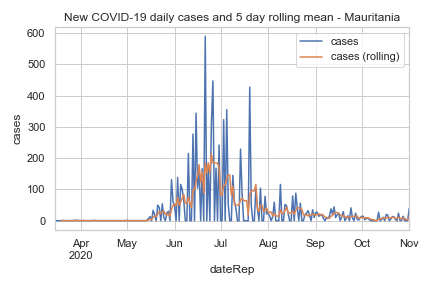 New COVID-19 daily cases and 5 day rolling mean - Mauritania
cases
cases (rolling)
600
500
400
300
200
100
0
cases
Apr
2020
May
Jun
Jul
Aug
Sep
Oct
Nov
dateRep